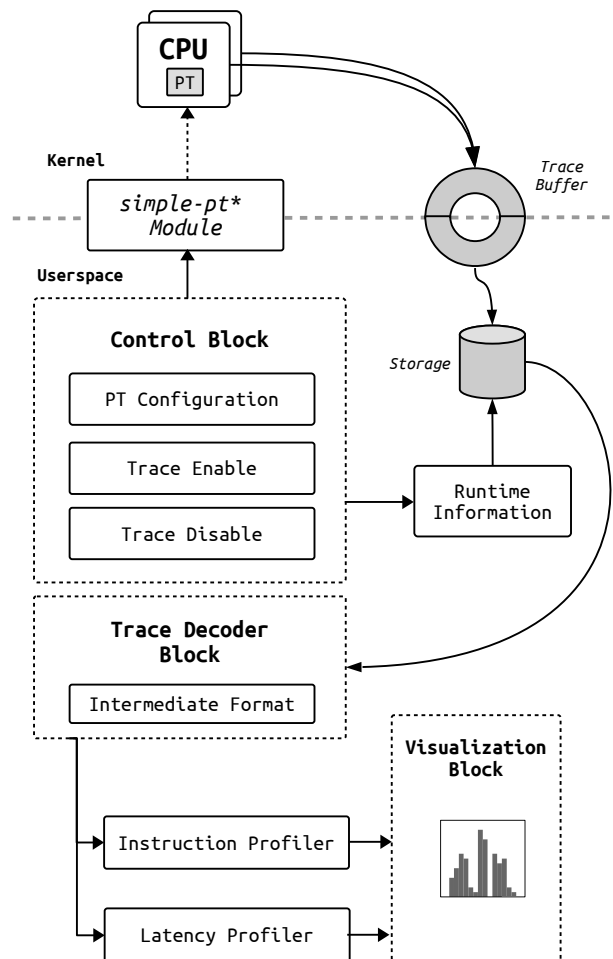 CPU
PT
Kernel
Trace
Buffer
simple-pt*
Module
Userspace
Control Block
Storage
PT Configuration
Trace Enable
Runtime
Information
Trace Disable
Trace Decoder
Block
Intermediate Format
Visualization
Block
Instruction Profiler
Latency Profiler